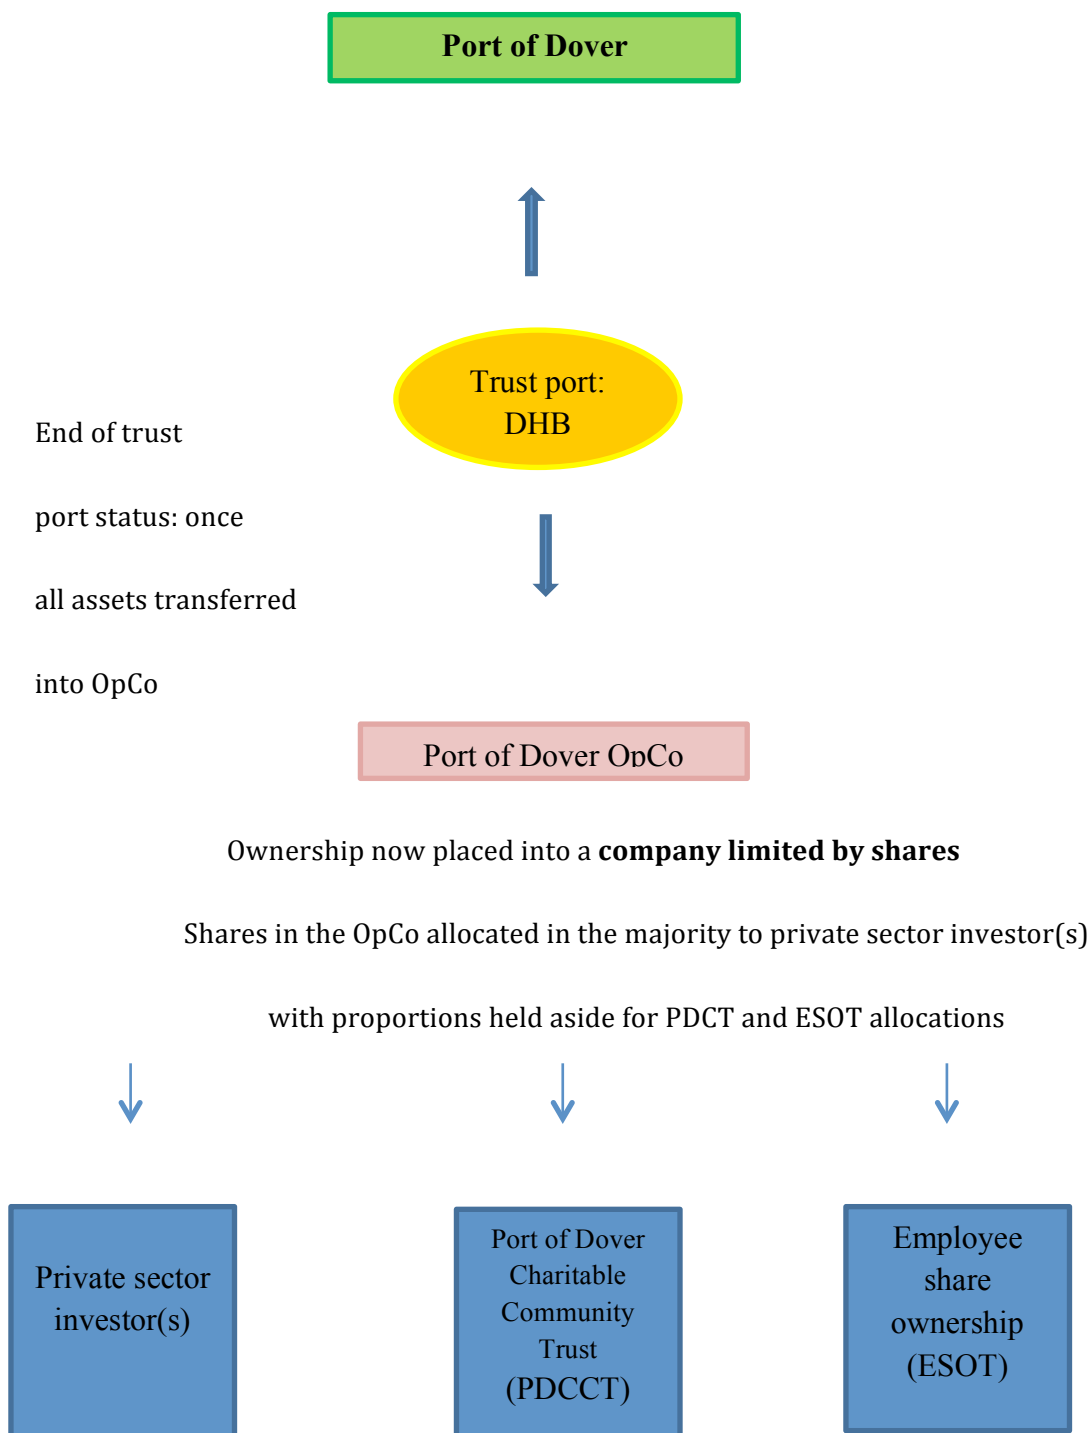 Port of Dover
Trust port:
DHB
End of trust
port status: once
all assets transferred
into OpCo
Port of Dover OpCo
Ownership now placed into a company limited by shares
Shares in the OpCo allocated in the majority to private sector investor(s)
with proportions held aside for PDCT and ESOT allocations
Private sector
investor(s)
Port of Dover
Charitable
Community
Trust
(PDCCT)
Employee
share
ownership
(ESOT)